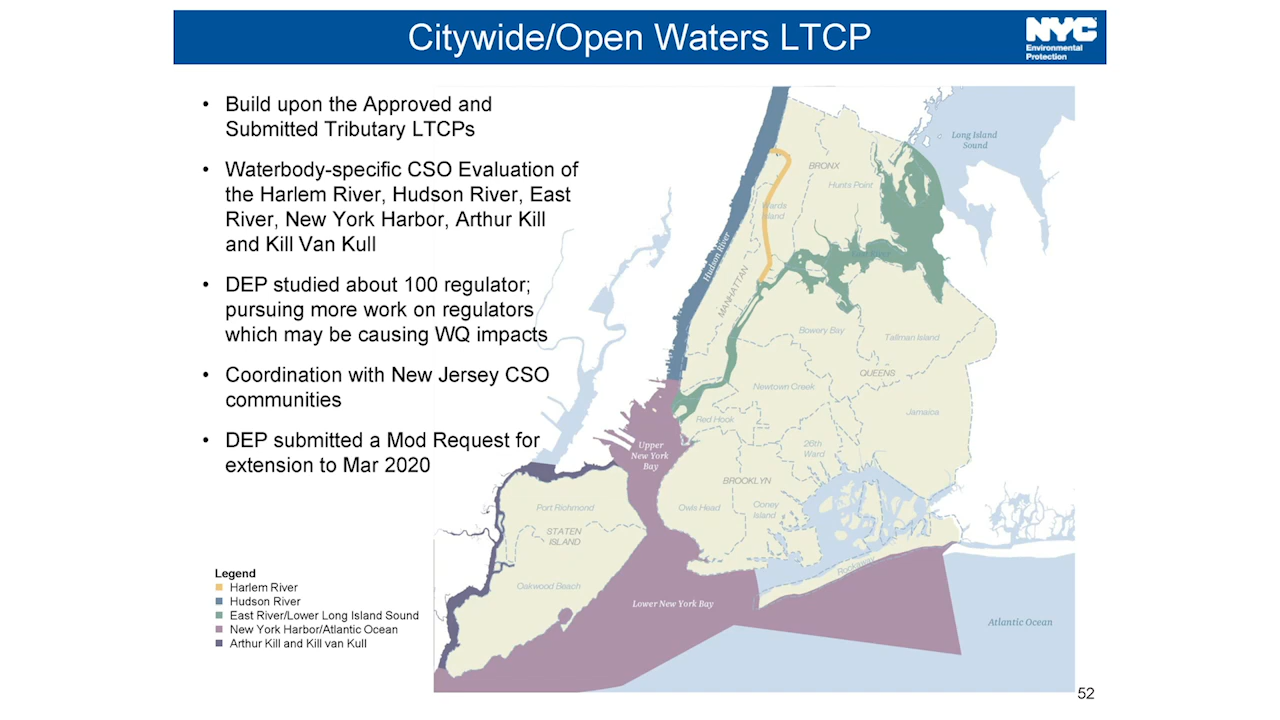 Citywide/Open Waters LTCP
NYC
Environmental
Protection
• Build upon the Approved and
Submitted Tributary LTCPs
• Waterbody-specific CSO Evaluation of
the Harlem River, Hudson River, East
River, New York Harbor, Arthur Kill
and Kill Van Kull
• DEP studied about 100 regulator;
pursuing more work on regulators
which may be causing WQ impacts
• Coordination with New Jersey CSO
communities
• DEP submitted a Mod Request for
extension to Mar 2020
Legend
Harlem River
Hudson River
East River/Lower Long Island Sound
New York Harbor/Atlantic Ocean
Arthur Kill and Kill van Kull
Long Island
Sound
BRONX
Hunts Point
Wards
Island
Hudson River
MANHATTAN
East River
Bowery Bay
Tallman Island
QUEENS
Newtown Creek
Jamaica
Red Hook
26th
Ward
Upper
New York
Bay
BROOKLYN
Owls Head
Coney
Island
Port Richmond
STATEN
ISLAND
Oakwood Beach
Rockaway
Lower New York Bay
Atlantic Ocean
52